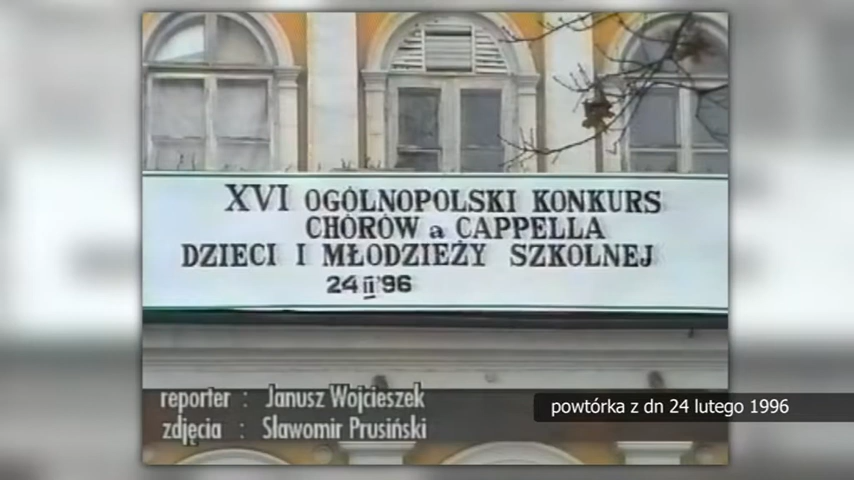 XVI OGÓLNOPOLSKI KONKURS
CHÓRÓW a CAPPELLA
DZIECI I MŁODZIEŻY SZKOLNEJ
24 II '96
reporter : Janusz Wojcieszek
zdjęcia : Sławomir Prusiński
powtórka z dn 24 lutego 1996